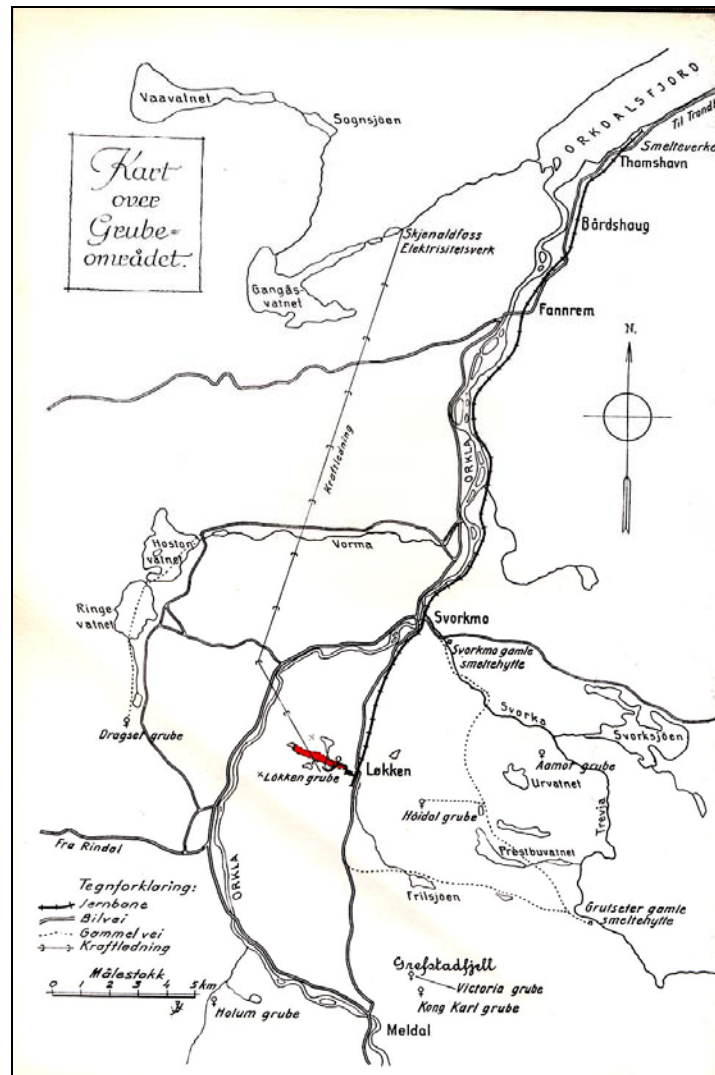 Kart
over
Grube=
området.
Vaavatnet
Sognsjöen
ORKDALSFJORD
Til Trondh
Smelteverke
Thamshavn
Bårdshaug
Skjenaldfoss
Elektrisitetsverk
Gangås-
vatnet
Fannrem
N.
Kraftledning
ORKLA
Hoston
vatnet
Vorma
Ringe-
vatnet
Svorkmo
Svorkmo gamle
smeltehytte
Svorka
Svorksjöen
Dragset grube
Løkken
Lökken grube
Aamot grube
Urvatnet
Höidal grube
Trevja
Prestbuvatnet
Fra Rindal
ORKLA
Frilsjöen
Grutseter gamle
smeltehytte
Tegnforklaring:
Jernbane
Bilvei
Gammel vei
Kraftledning
Målestokk
0 1 2 3 4 5 km
Grefstadfjell
Victoria grube
Kong Karl grube
Holum grube
Meldal